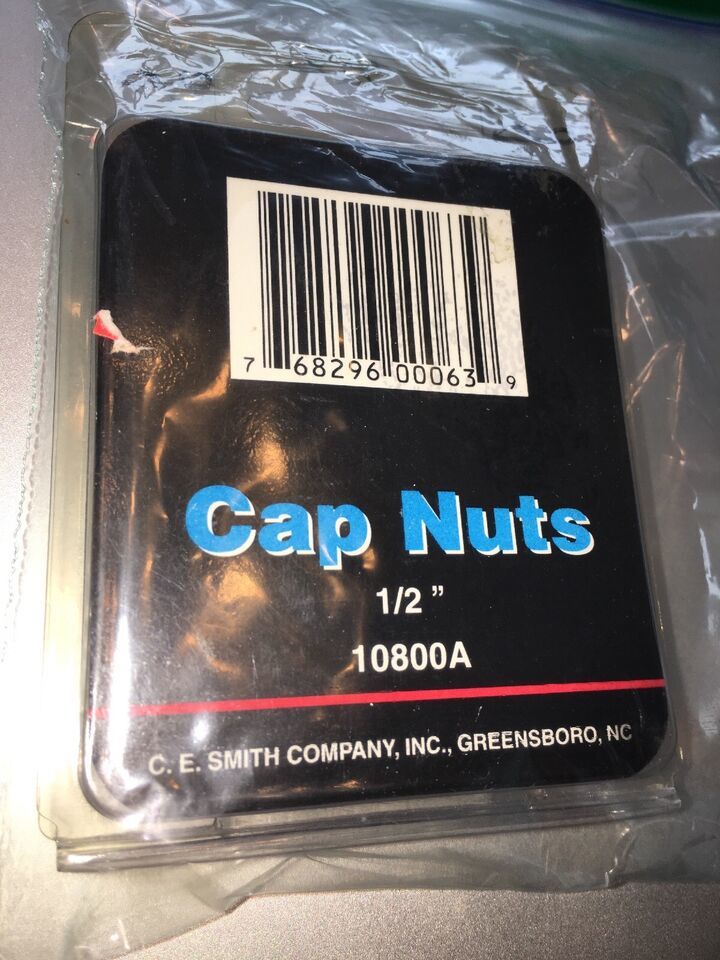 7 68296 00063 9
Cap Nuts
1/2 ”
10800A
C. E. SMITH COMPANY, INC., GREENSBORO, NC